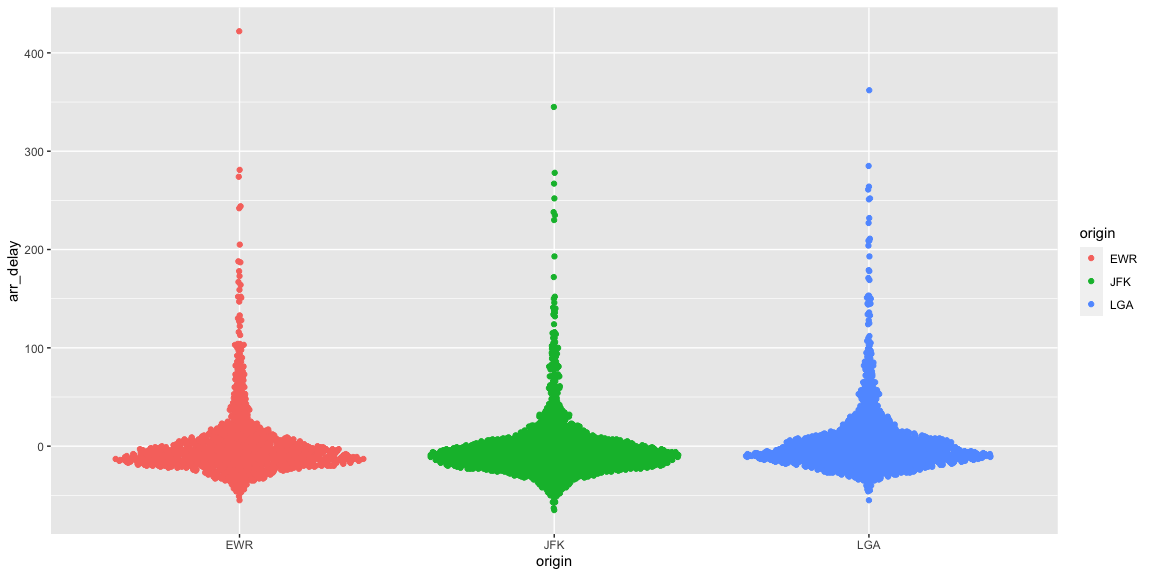 arr_delay
400
300
200
100
0
EWR
JFK
LGA
origin
origin
EWR
JFK
LGA